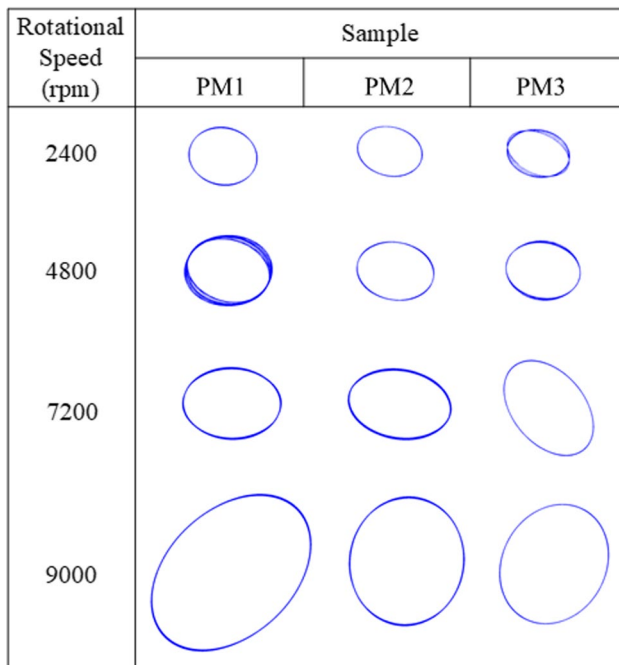 Rotational
Speed
(rpm)
Sample
PM1 PM2 PM3
2400
4800
7200
9000